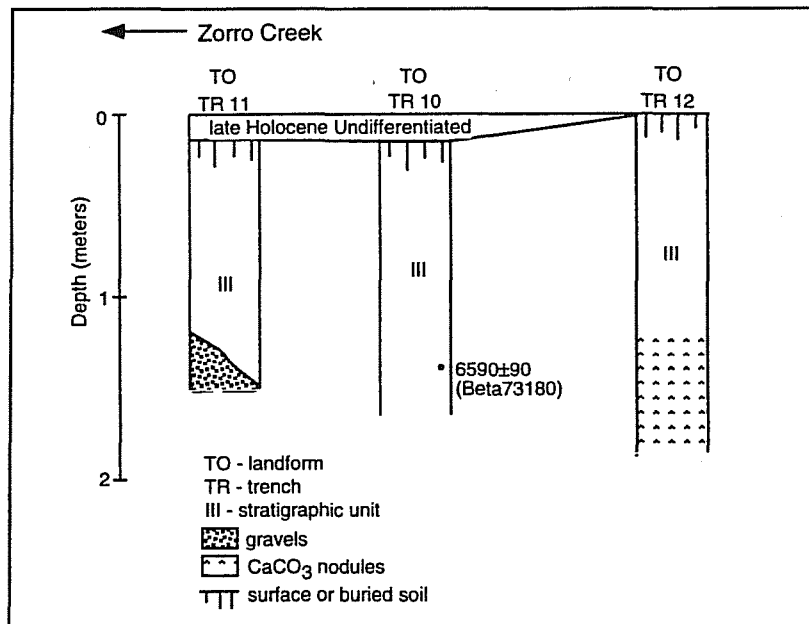 Zorro Creek
TO TO TO
TR 11 TR 10 TR 12
0
late Holocene Undifferentiated
Depth (meters)
III III III
1
6590±90
(Beta73180)
2
TO - landform
TR - trench
III - stratigraphic unit
gravels
CaCO3 nodules
surface or buried soil